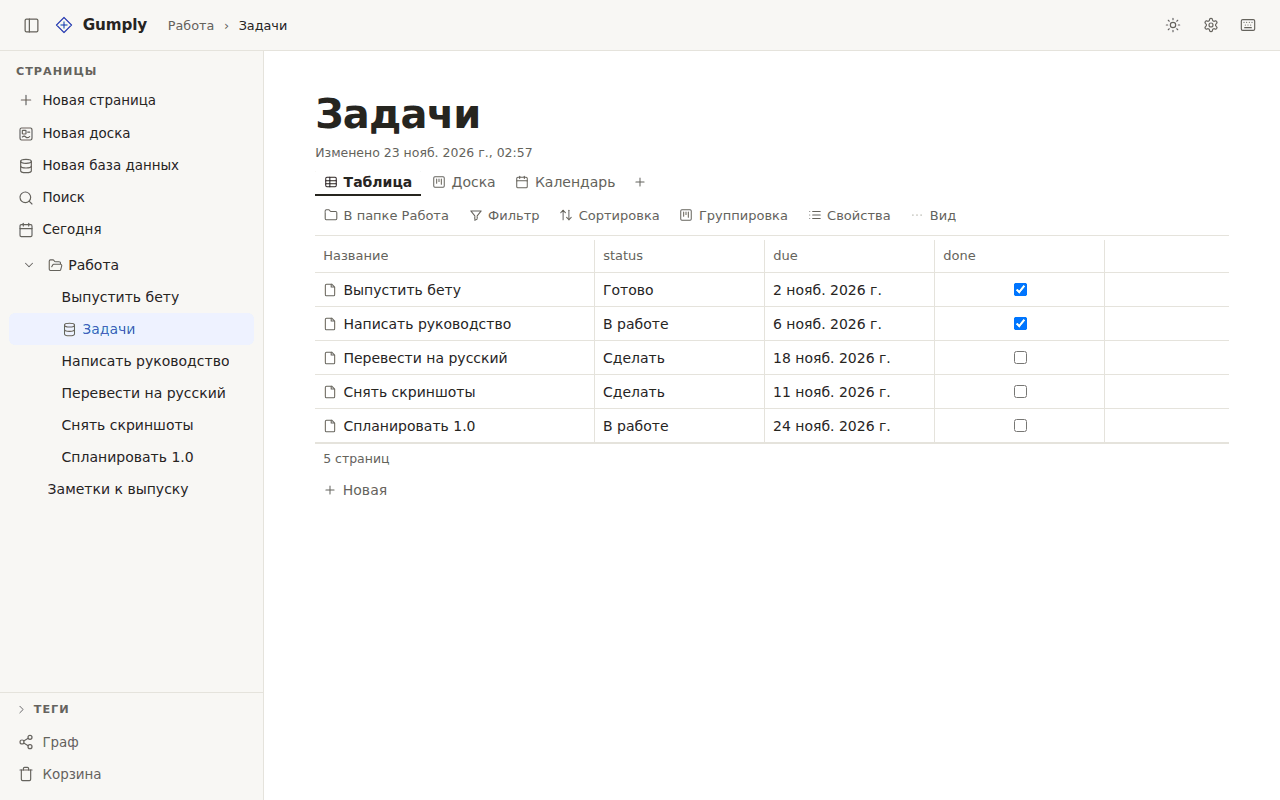 Gumply
Работа › Задачи
СТРАНИЦЫ
Новая страница
Новая доска
Новая база данных
Поиск
Сегодня
Работа
Выпустить бету
Задачи
Написать руководство
Перевести на русский
Снять скриншоты
Спланировать 1.0
Заметки к выпуску
ТЕГИ
Граф
Корзина
Задачи
Изменено 23 нояб. 2026 г., 02:57
Таблица Доска Календарь
В папке Работа Фильтр Сортировка Группировка Свойства Вид
Название status due done
Выпустить бету Готово 2 нояб. 2026 г.
Написать руководство В работе 6 нояб. 2026 г.
Перевести на русский Сделать 18 нояб. 2026 г.
Снять скриншоты Сделать 11 нояб. 2026 г.
Спланировать 1.0 В работе 24 нояб. 2026 г.
5 страниц
Новая